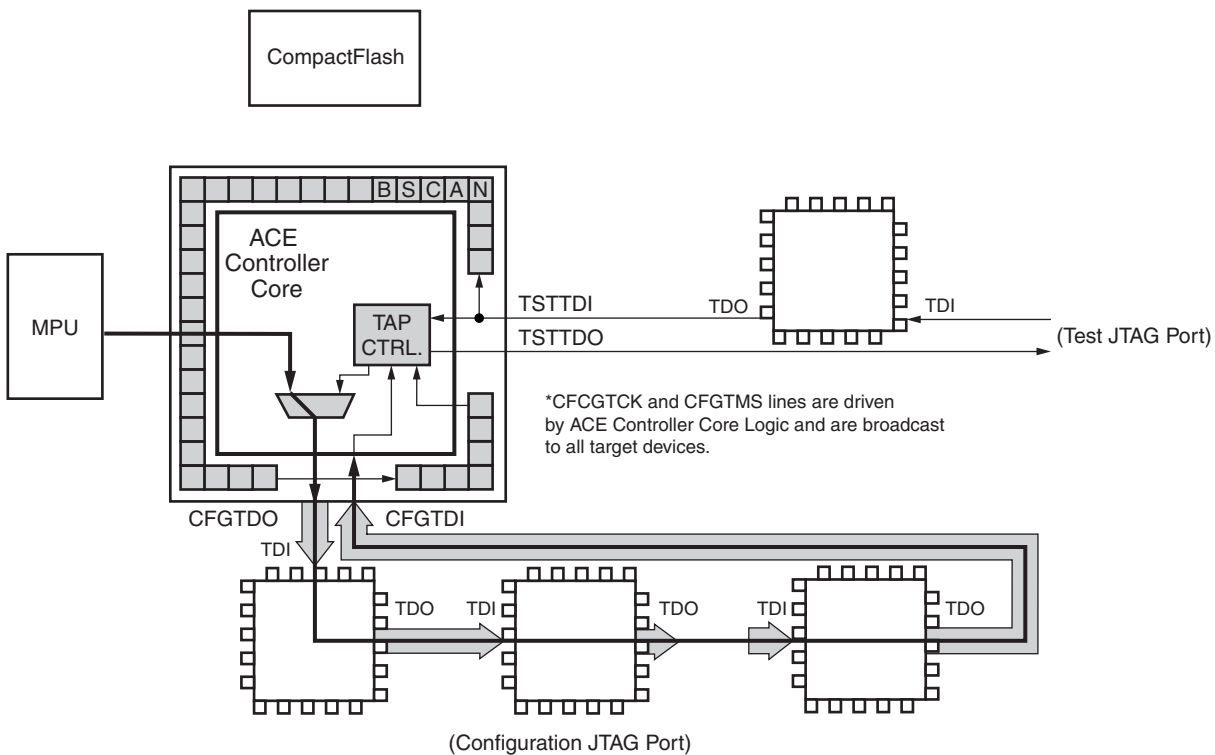 CompactFlash
B S C A N
ACE
Controller
Core
MPU
TAP
CTRL.
TSTTDI
TSTTDO
TDO
TDI
(Test JTAG Port)
*CFCGTCK and CFGTMS lines are driven
by ACE Controller Core Logic and are broadcast
to all target devices.
CFGTDO
CFGTDI
TDI
TDO
TDI
TDO
TDI
TDO
(Configuration JTAG Port)